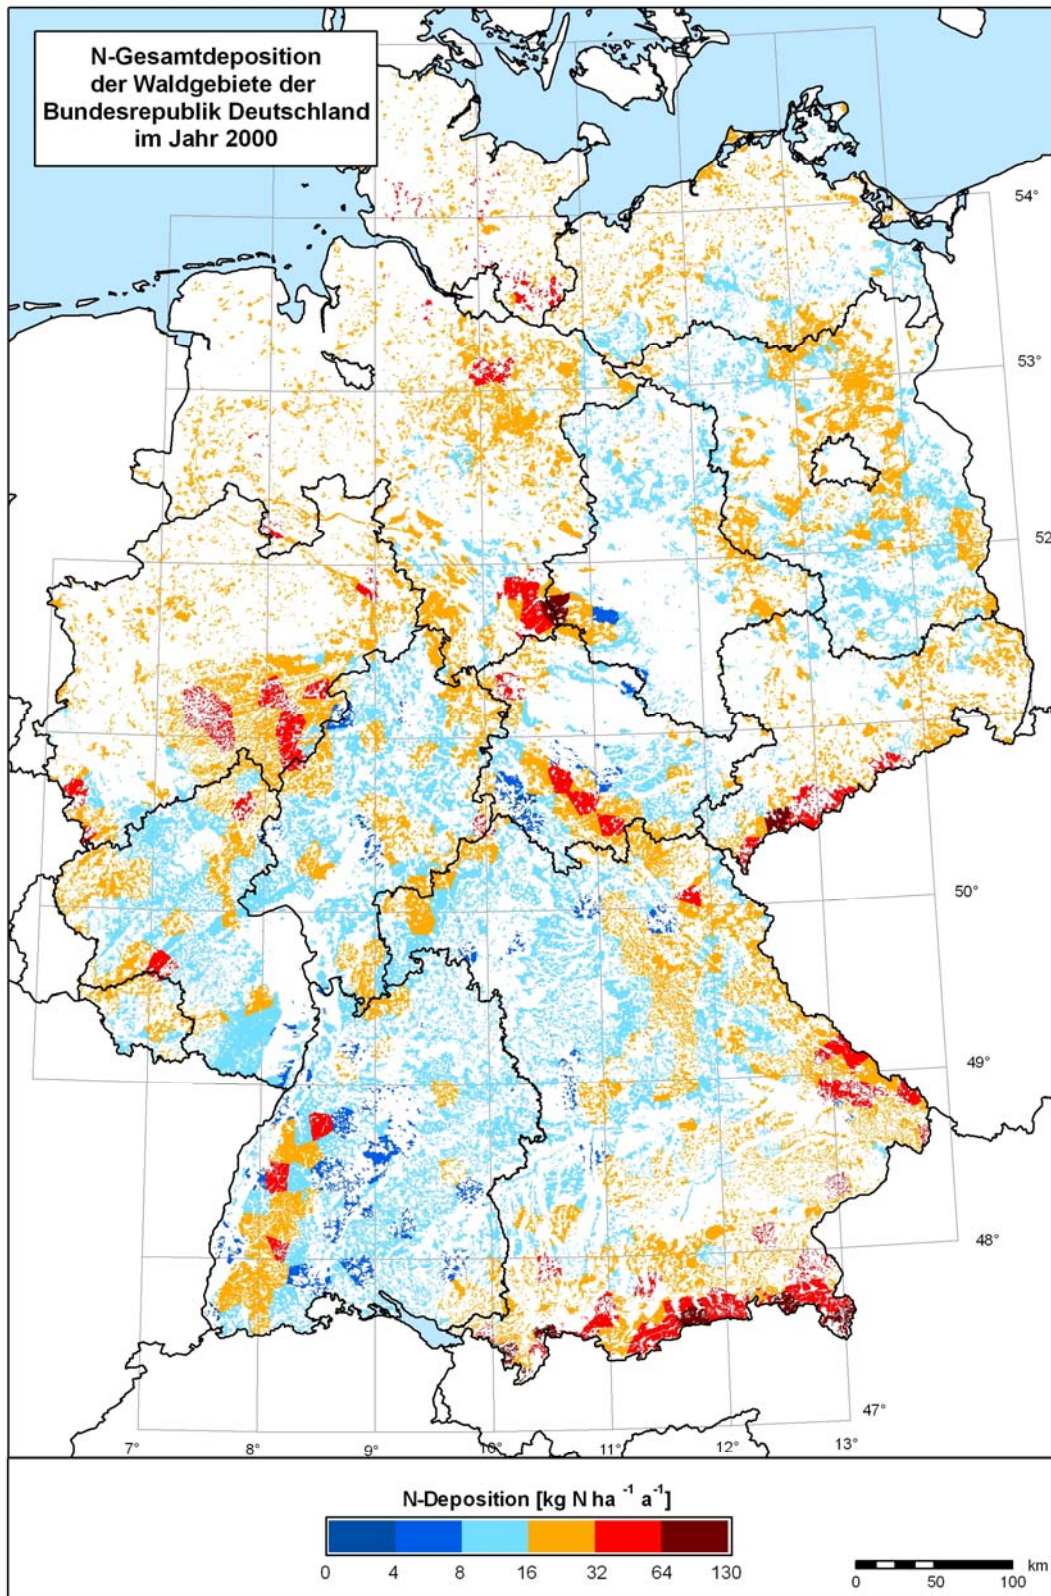 N-Gesamtdeposition
der Waldgebiete der
Bundesrepublik Deutschland
im Jahr 2000
54°
53°
52°
50°
49°
48°
47°
7° 8° 9° 10° 11° 12° 13°
N-Deposition [kg N ha -1 a-1]
0 4 8 16 32 64 130
km
0 50 100